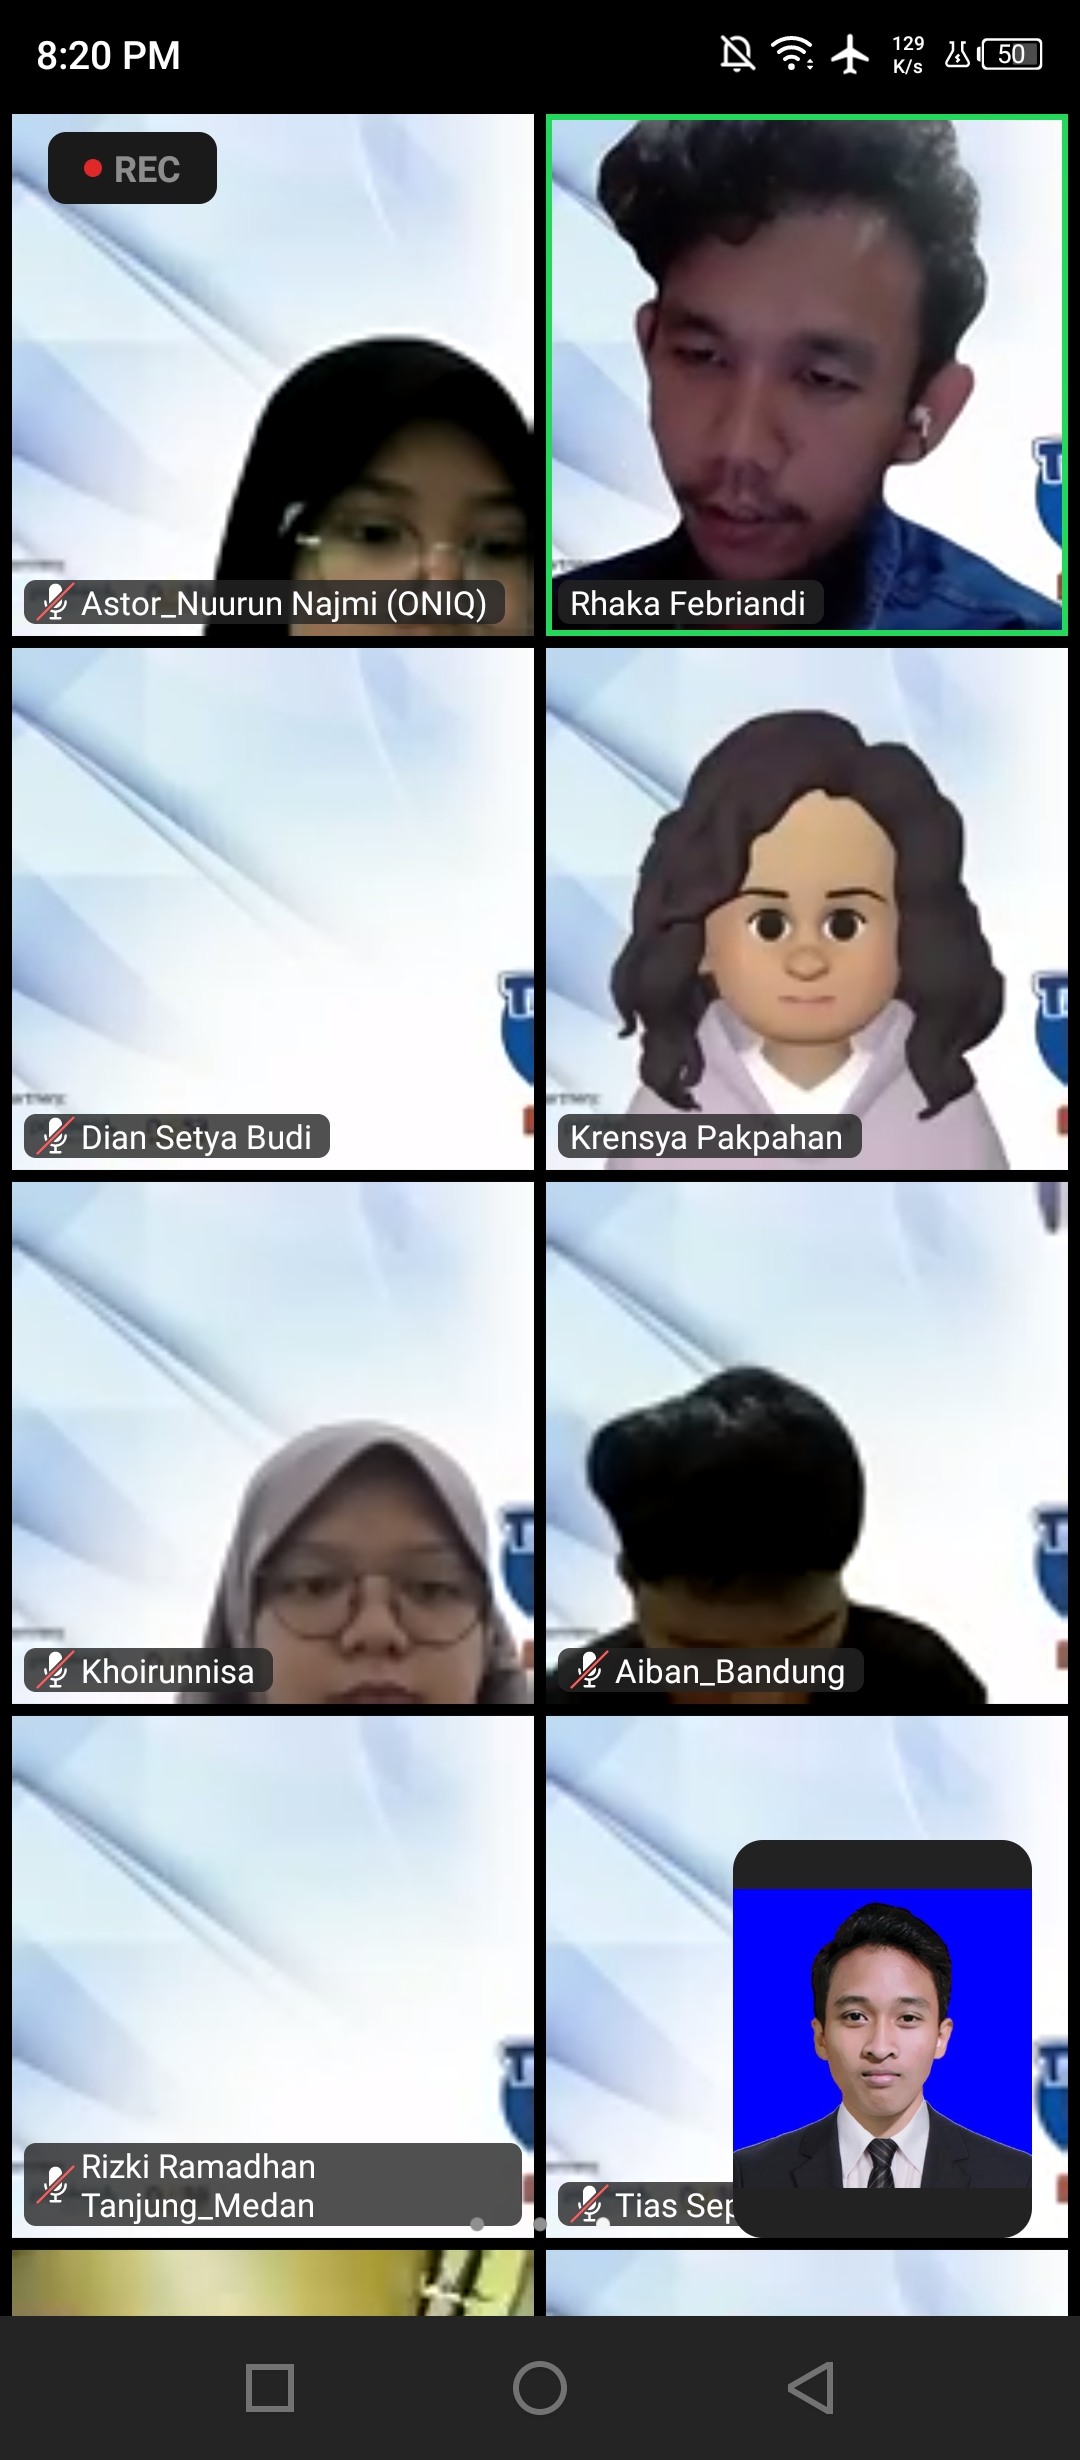 8:20 PM
129
K/s
50
REC
Astor_Nuurun Najmi (ONIQ)
Rhaka Febriandi
Dian Setya Budi
Krensya Pakpahan
Khoirunnisa
Aiban_Bandung
Rizki Ramadhan
Tanjung_Medan
Tias Sep